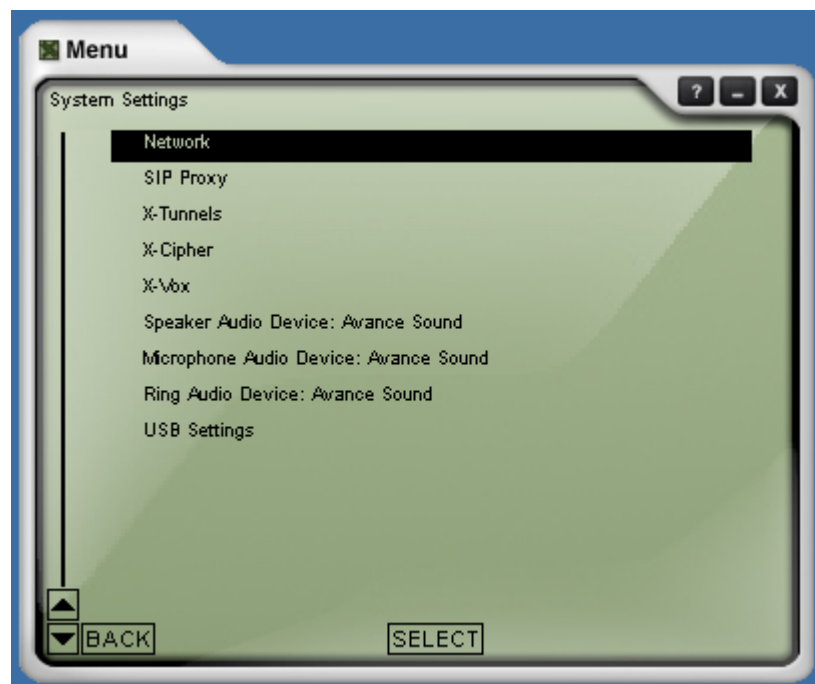 Menu
? - X
System Settings
Network
SIP Proxy
X-Tunnels
X-Cipher
X-Vox
Speaker Audio Device: Avance Sound
Microphone Audio Device: Avance Sound
Ring Audio Device: Avance Sound
USB Settings
BACK SELECT